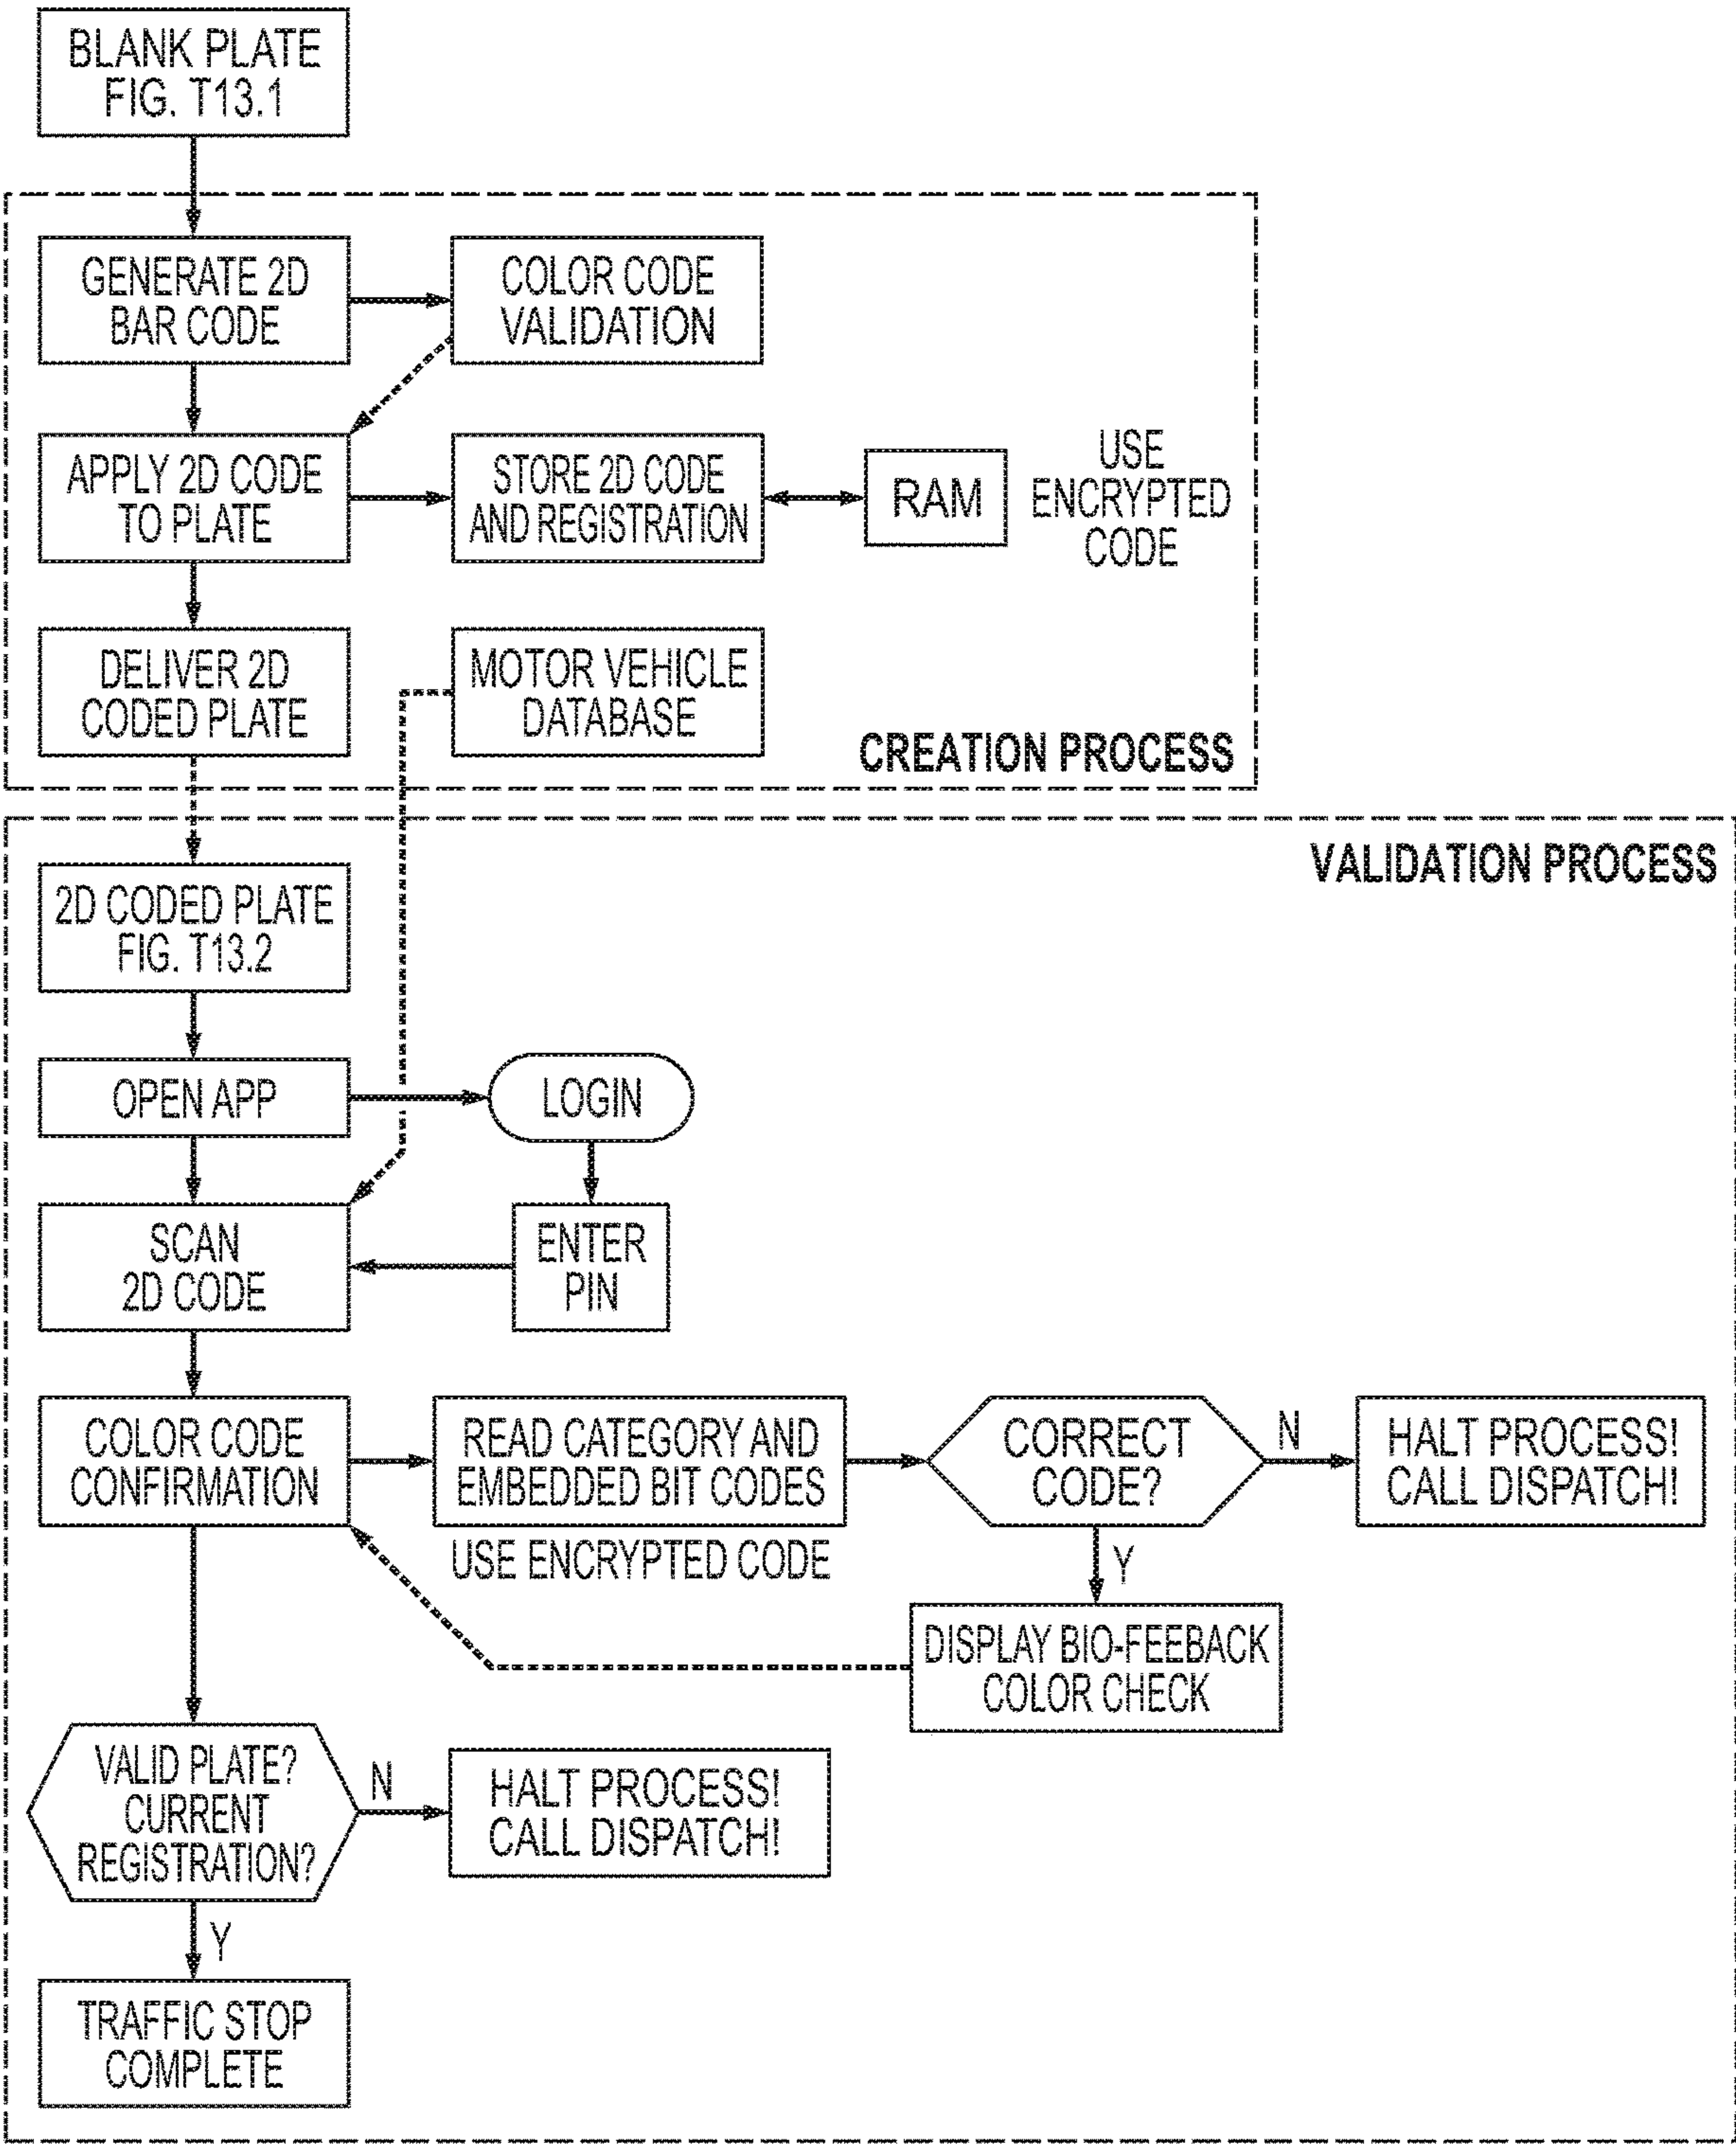 BLANK PLATE
FIG. T13.1
GENERATE 2D
BAR CODE
COLOR CODE
VALIDATION
APPLY 2D CODE
TO PLATE
STORE 2D CODE
AND REGISTRATION
RAM
USE
ENCRYPTED
CODE
DELIVER 2D
CODED PLATE
MOTOR VEHICLE
DATABASE
CREATION PROCESS
VALIDATION PROCESS
2D CODED PLATE
FIG. T13.2
OPEN APP
LOGIN
SCAN
2D CODE
ENTER
PIN
COLOR CODE
CONFIRMATION
READ CATEGORY AND
EMBEDDED BIT CODES
USE ENCRYPTED CODE
CORRECT
CODE?
N
HALT PROCESS!
CALL DISPATCH!
Y
DISPLAY BIO-FEEBACK
COLOR CHECK
VALID PLATE?
CURRENT
REGISTRATION?
N
HALT PROCESS!
CALL DISPATCH!
Y
TRAFFIC STOP
COMPLETE